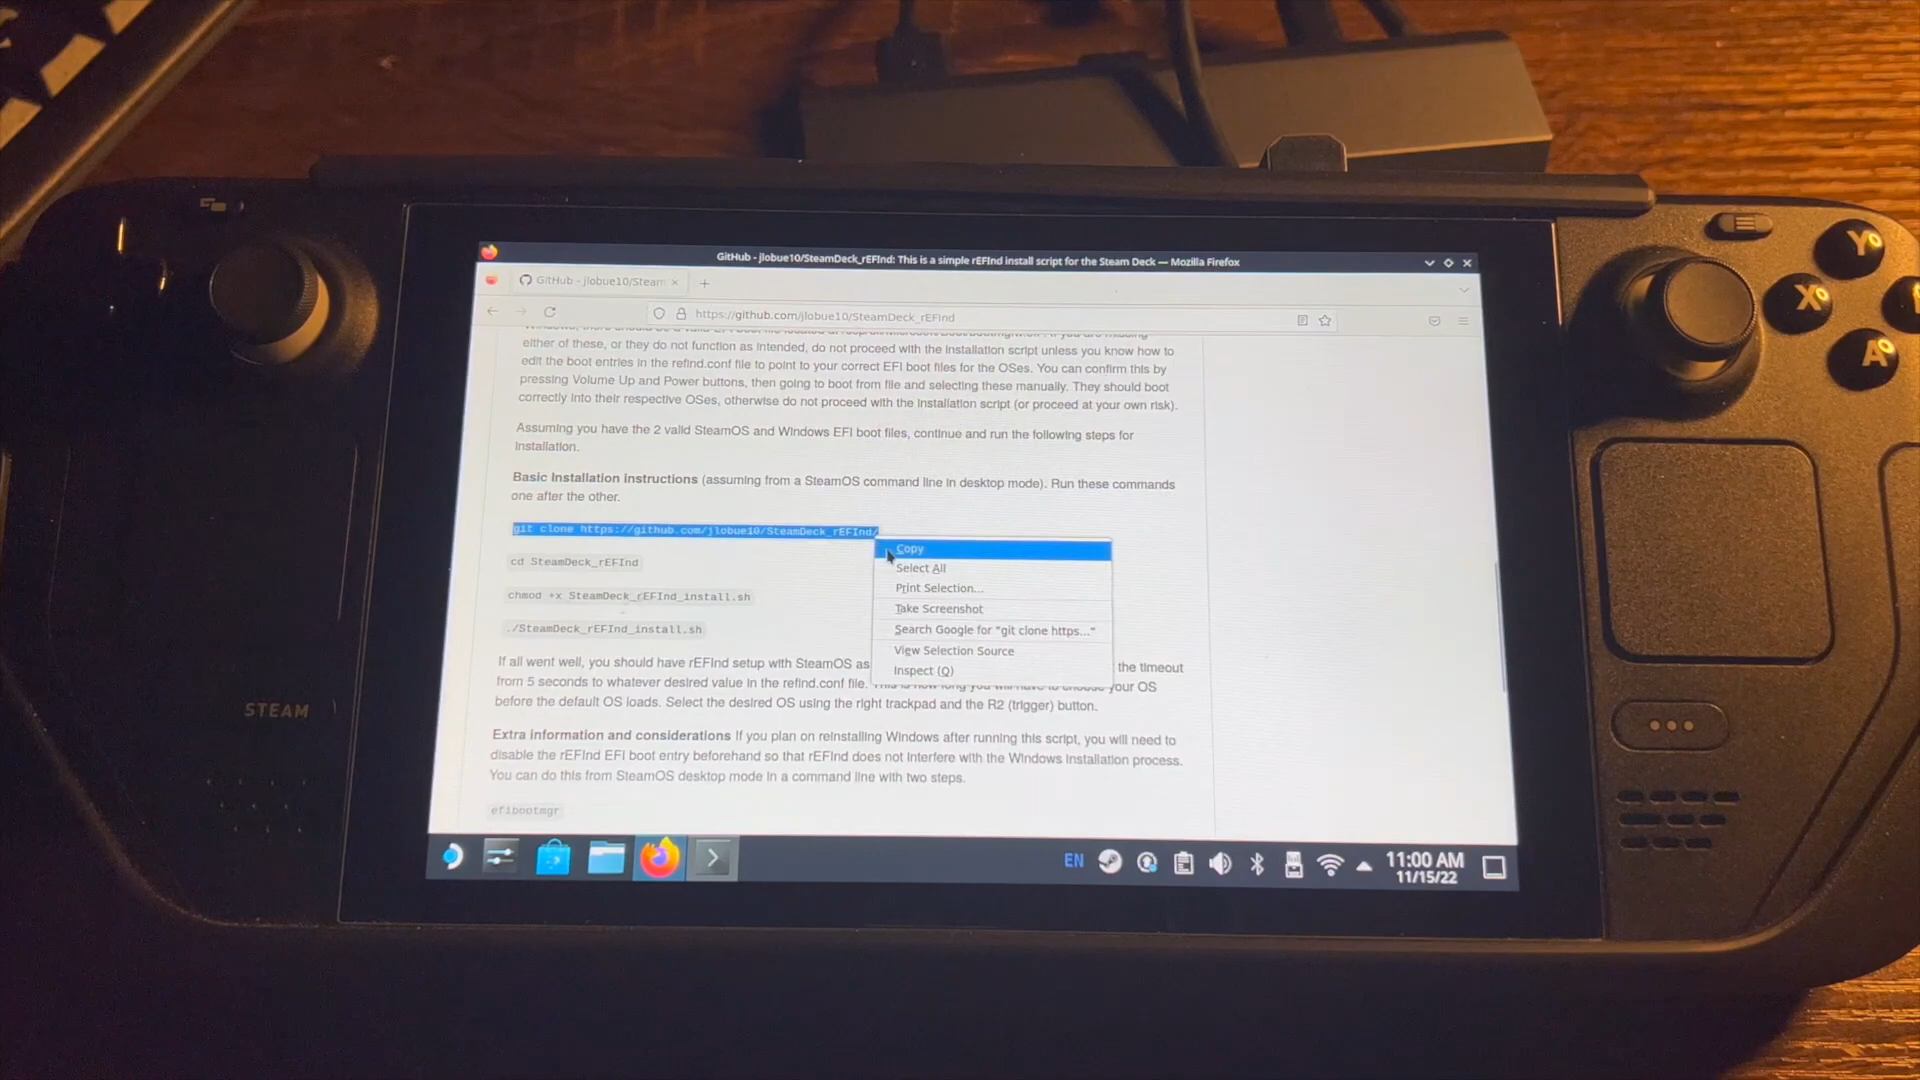 GitHub - jlobue10/SteamDeck_rEFInd: This is a simple rEFInd install script for the Steam Deck — Mozilla Firefox
GitHub - jlobue10/Steam
https://github.com/jlobue10/SteamDeck_rEFInd
either of these, or they do not function as intended, do not proceed with the installation script unless you know how to
edit the boot entries in the refind.conf file to point to your correct EFI boot files for the OSes. You can confirm this by
pressing Volume Up and Power buttons, then going to boot from file and selecting these manually. They should boot
correctly into their respective OSes, otherwise do not proceed with the installation script (or proceed at your own risk).
Assuming you have the 2 valid SteamOS and Windows EFI boot files, continue and run the following steps for
installation.
Basic Installation instructions (assuming from a SteamOS command line in desktop mode). Run these commands
one after the other.
git clone https://github.com/jlobue10/SteamDeck_rEFInd/
Copy
Select All
Print Selection...
Take Screenshot
Search Google for "git clone https..."
View Selection Source
Inspect (Q)
cd SteamDeck_rEFInd
chmod +x SteamDeck_rEFInd_install.sh
./SteamDeck_rEFInd_install.sh
If all went well, you should have rEFInd setup with SteamOS as the timeout
from 5 seconds to whatever desired value in the refind.conf file. This is how long you will have to choose your OS
before the default OS loads. Select the desired OS using the right trackpad and the R2 (trigger) button.
Extra information and considerations If you plan on reinstalling Windows after running this script, you will need to
disable the rEFInd EFI boot entry beforehand so that rEFInd does not interfere with the Windows installation process.
You can do this from SteamOS desktop mode in a command line with two steps.
efibootmgr
EN
11:00 AM
11/15/22
STEAM
Y
X
A